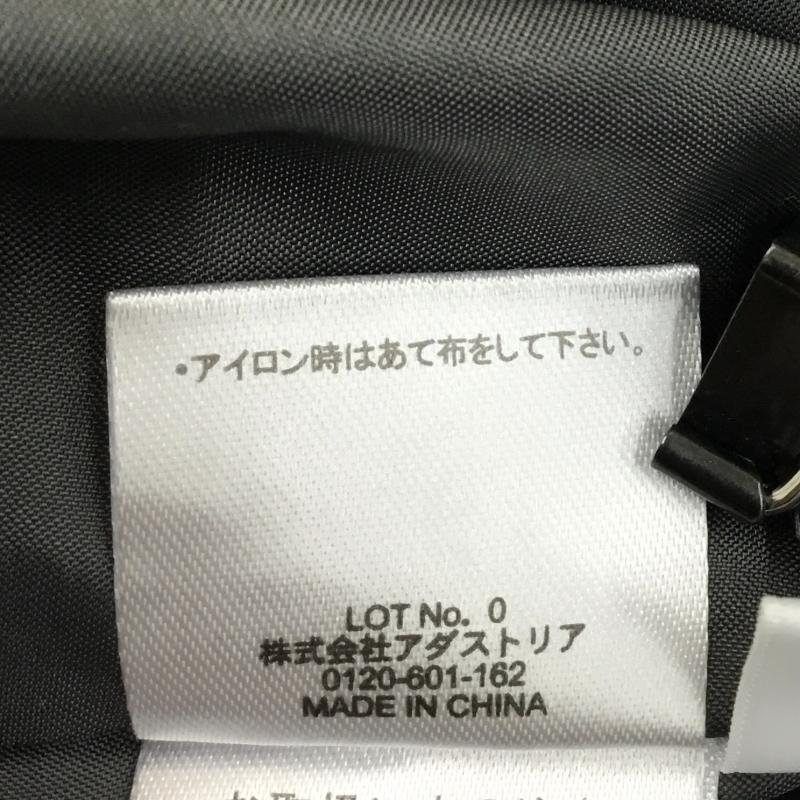 ・アイロン時はあて布をして下さい。
LOT No. 0
株式会社アダストリア
0120-601-162
MADE IN CHINA